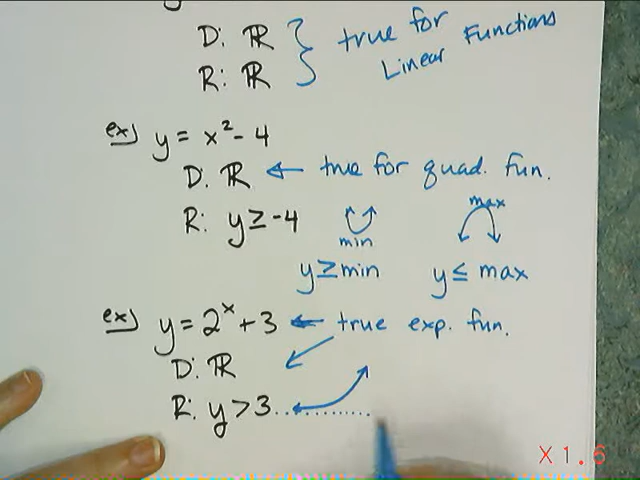 D: ℝ } true for Linear Functions
R: ℝ
ex) y = x² - 4
D: ℝ ← true for quad. fun.
R: y ≥ -4 min max
y ≥ min y ≤ max
ex) y = 2ˣ + 3 ← true exp. fun.
D: ℝ
R: y > 3
X1.6